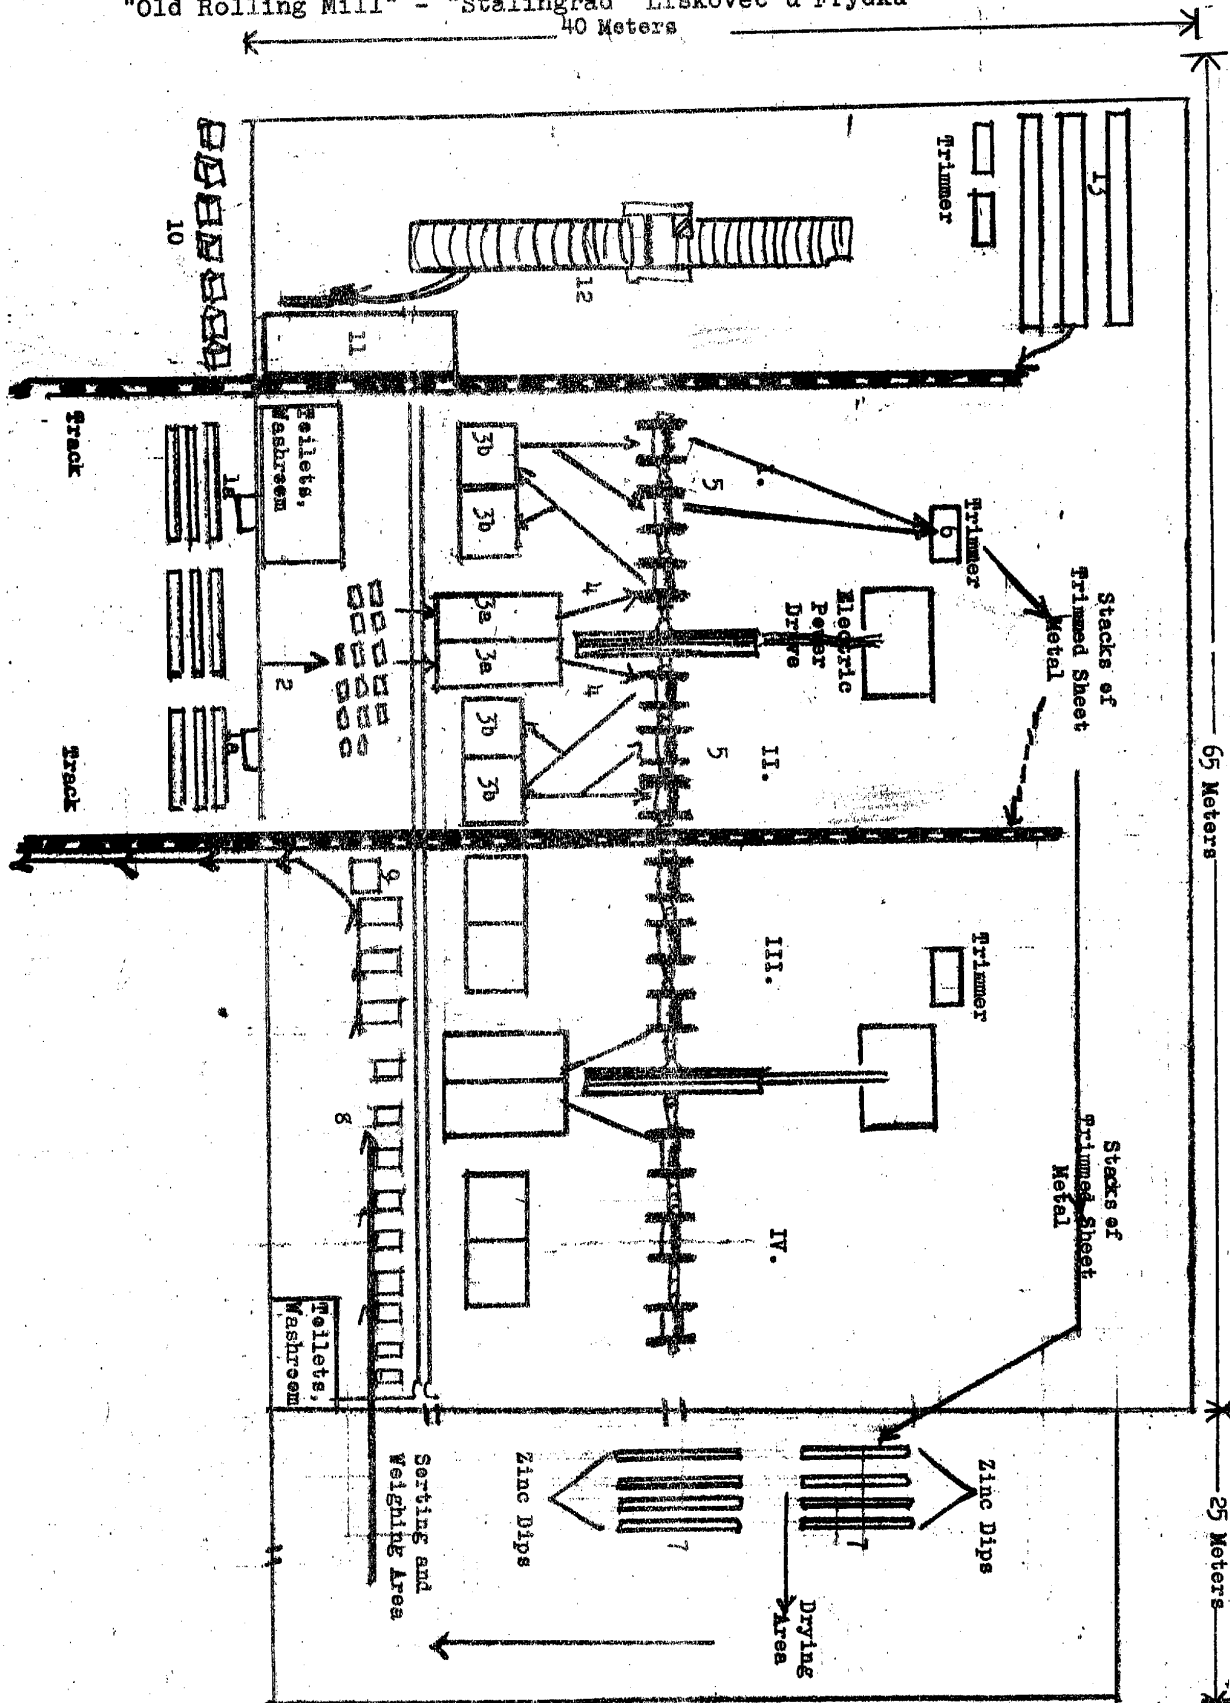 "Old Rolling Mill" - "Stalingrad" Liskovec u Frydku
40 Meters
65 Meters
25 Meters
13
Trimmer
12
10
11
Track
Toilets,
Washroom
1a
3b
3b
5
I.
6
Trimmer
Stacks of
Trimmed Sheet
Metal
4
3a
3a
4
Electric
Power
Drive
2
3b
3b
5
II.
Track
9
III.
Trimmer
8
IV.
Stacks of
Trimmed Sheet
Metal
Toilets,
Washroom
Sorting and
Weighing Area
Zinc Dips
7
7
Zinc Dips
Drying
Area